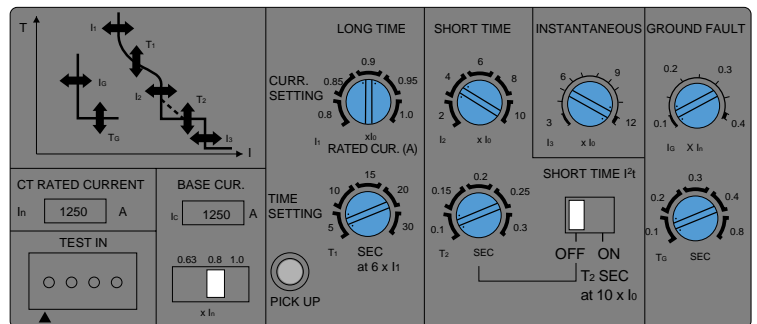 LONG TIME
SHORT TIME
INSTANTANEOUS
GROUND FAULT
T
I1
T1
IG
I2
T2
TG
I3
I
CURR.
SETTING
0.8
0.85
0.9
0.95
1.0
I1
xI0
RATED CUR. (A)
2
4
6
8
10
I2
x I0
3
6
9
12
I3
x I0
0.1
0.2
0.3
0.4
IG
X In
CT RATED CURRENT
In
1250
A
BASE CUR.
Ic
1250
A
TIME
SETTING
5
10
15
20
30
T1
SEC
at 6 x I1
0.1
0.15
0.2
0.25
0.3
T2
SEC
SHORT TIME I²t
OFF
ON
T2 SEC
at 10 x I0
0.1
0.2
0.3
0.4
0.8
TG
SEC
TEST IN
0.63
0.8
1.0
x In
PICK UP